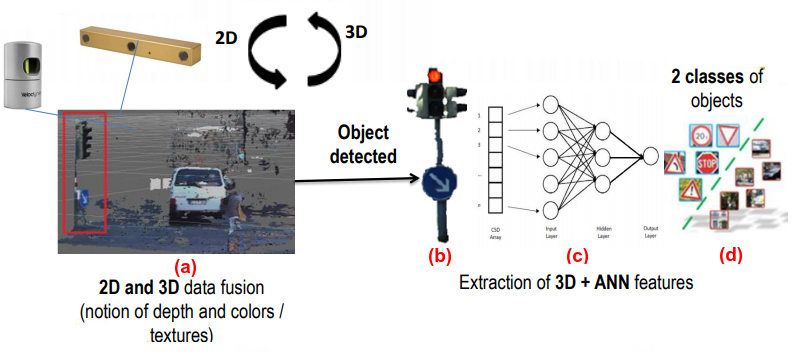 2D
3D
Velodyne
2 classes of
objects
20
STOP
Object
detected
1
2
3
n
CSD
Array
Input
Layer
Hidden
Layer
Output
Layer
(a)
(b)
(c)
(d)
2D and 3D data fusion
(notion of depth and colors /
textures)
Extraction of 3D + ANN features